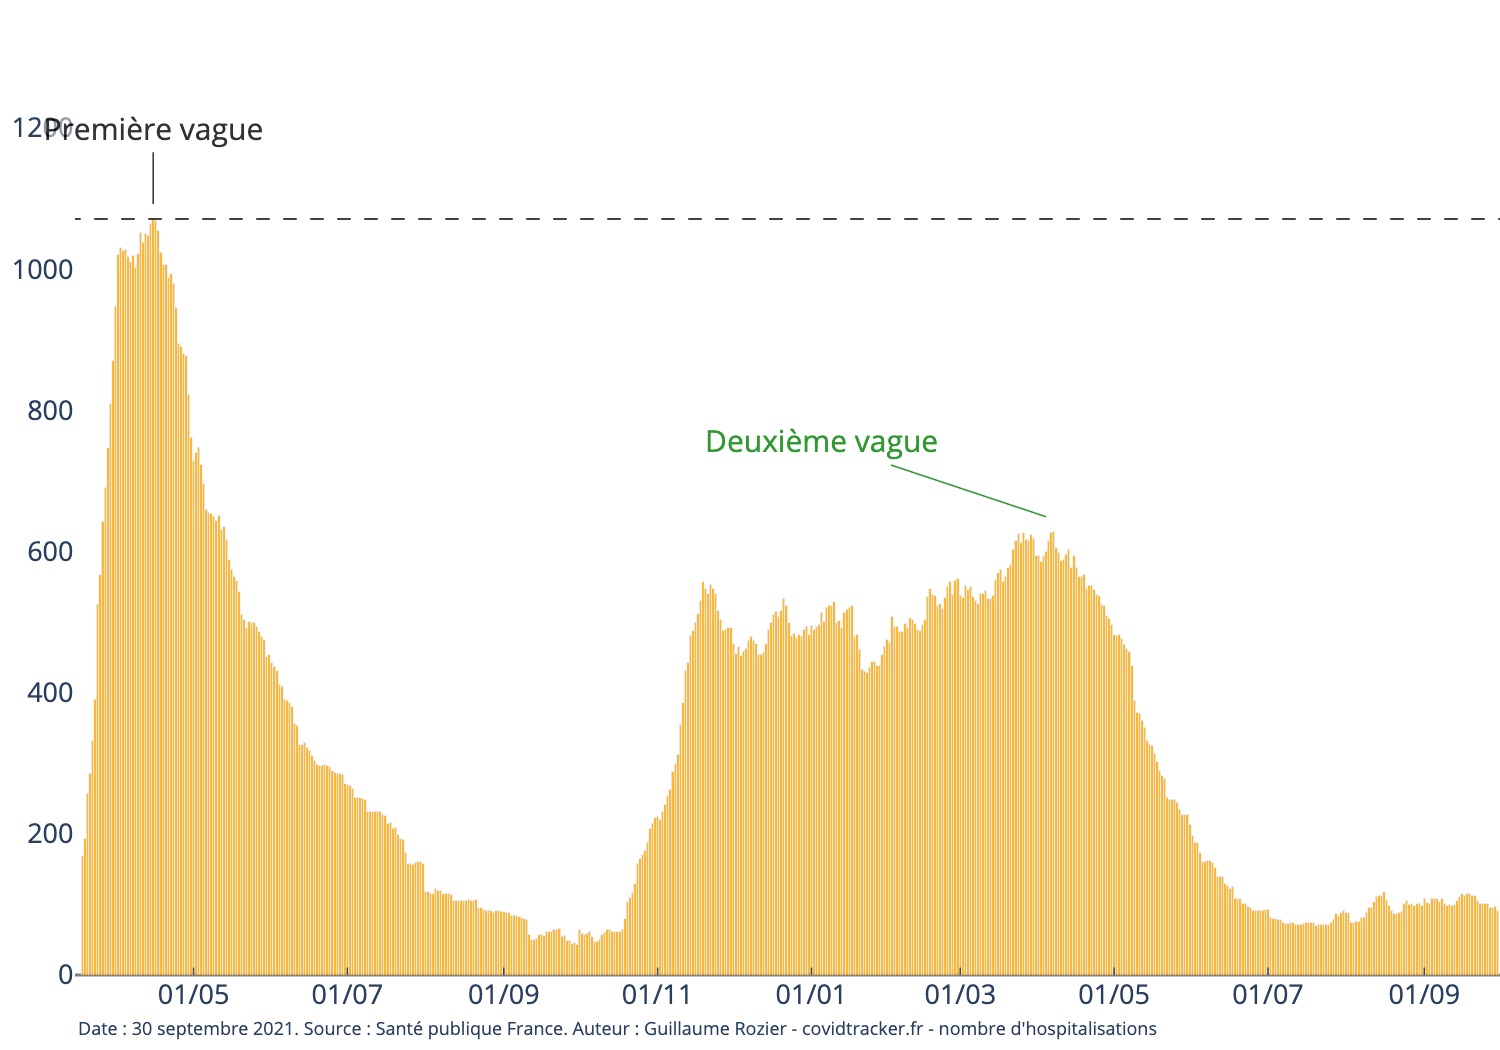 1200
Première vague
1000
800
Deuxième vague
600
400
200
0
01/05 01/07 01/09 01/11 01/01 01/03 01/05 01/07 01/09
Date : 30 septembre 2021. Source : Santé publique France. Auteur : Guillaume Rozier - covidtracker.fr - nombre d'hospitalisations